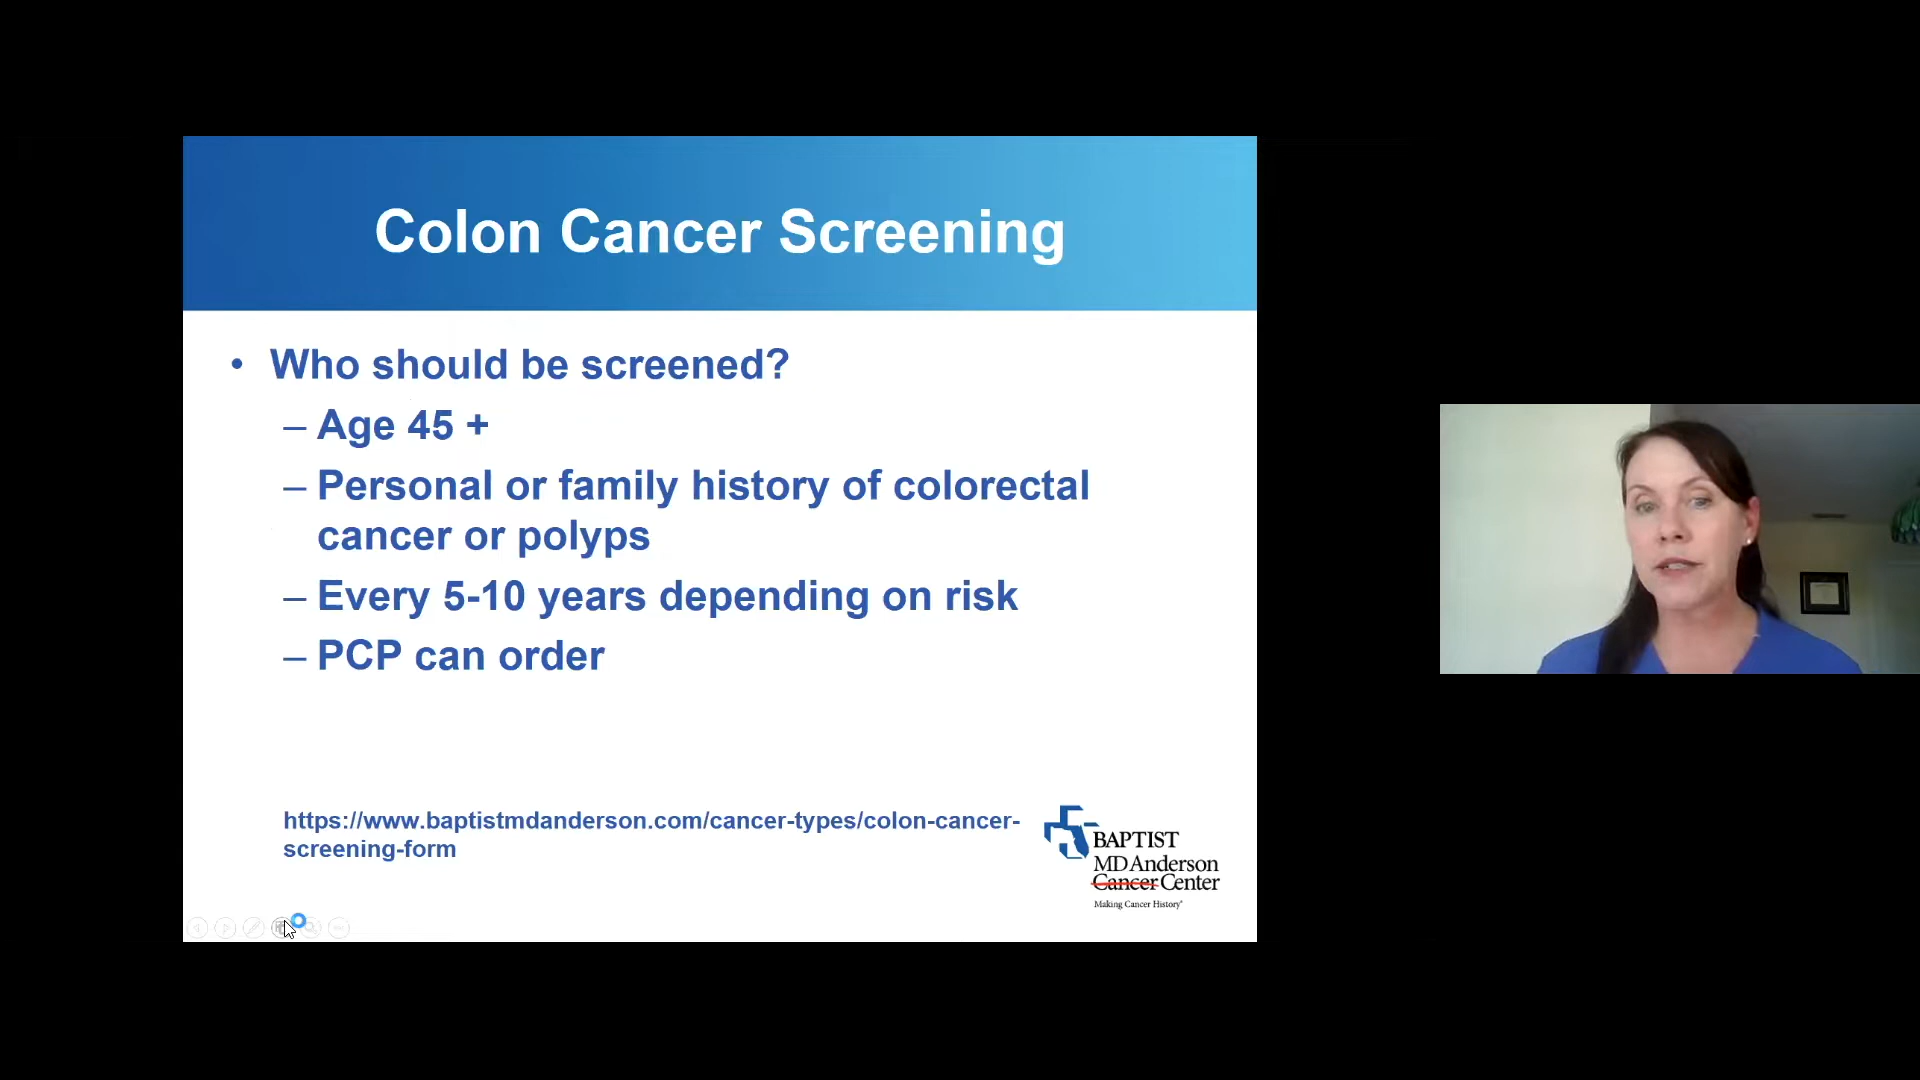 Colon Cancer Screening
• Who should be screened?
– Age 45 +
– Personal or family history of colorectal
cancer or polyps
– Every 5-10 years depending on risk
– PCP can order
https://www.baptistmdanderson.com/cancer-types/colon-cancer-
screening-form
BAPTIST
MD Anderson
Cancer Center
Making Cancer History®